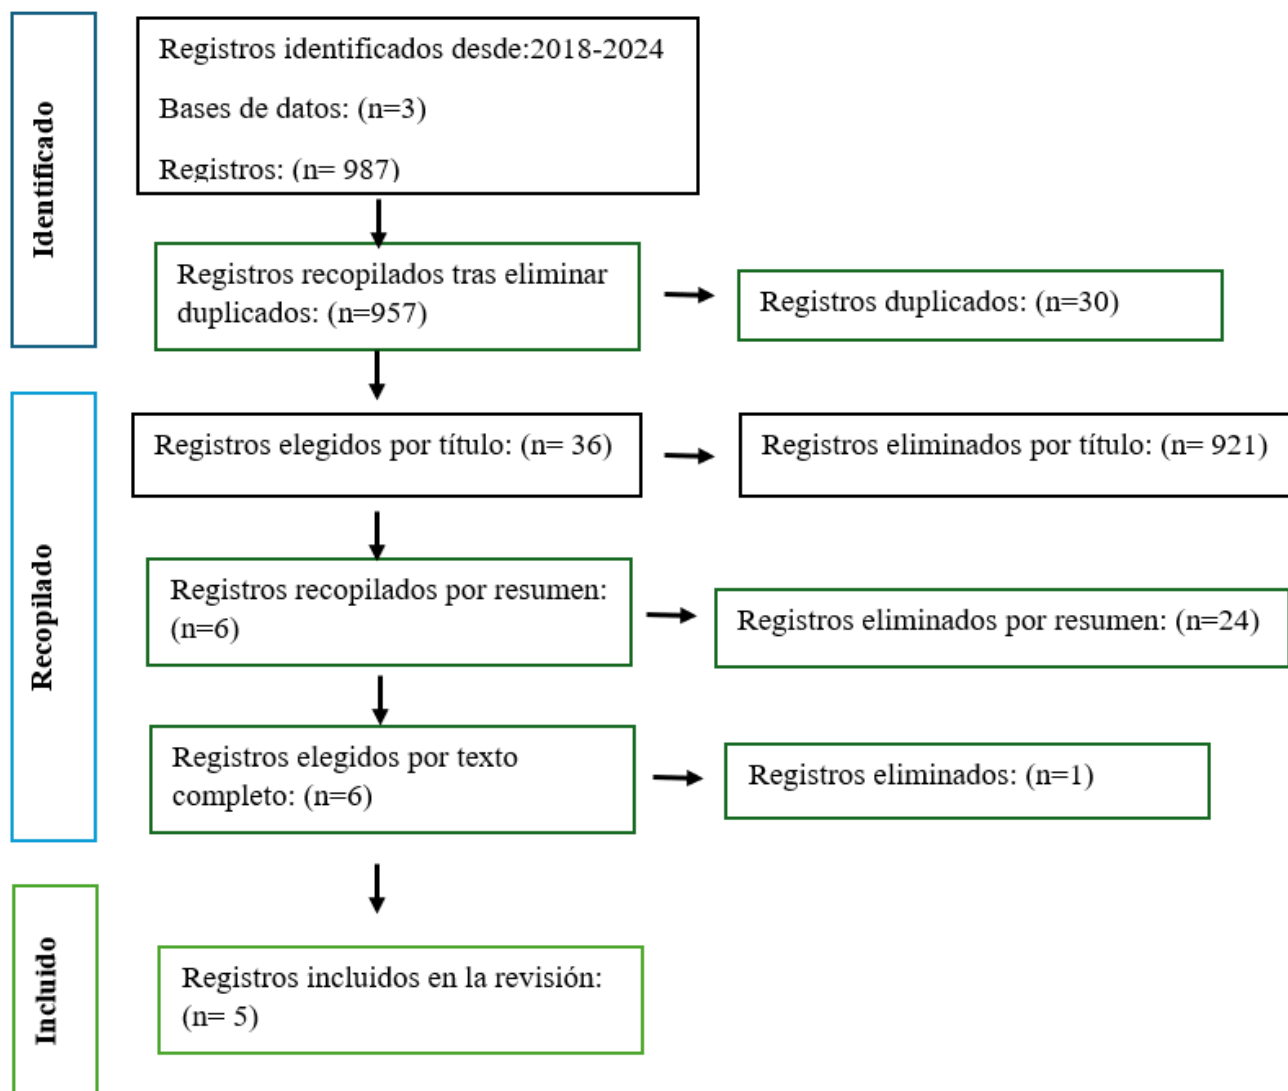 Identificado
Registros identificados desde:2018-2024
Bases de datos: (n=3)
Registros: (n= 987)
Registros recopilados tras eliminar
duplicados: (n=957)
Registros duplicados: (n=30)
Recopilado
Registros elegidos por título: (n= 36)
Registros eliminados por título: (n= 921)
Registros recopilados por resumen:
(n=6)
Registros eliminados por resumen: (n=24)
Registros elegidos por texto
completo: (n=6)
Registros eliminados: (n=1)
Incluido
Registros incluidos en la revisión:
(n= 5)